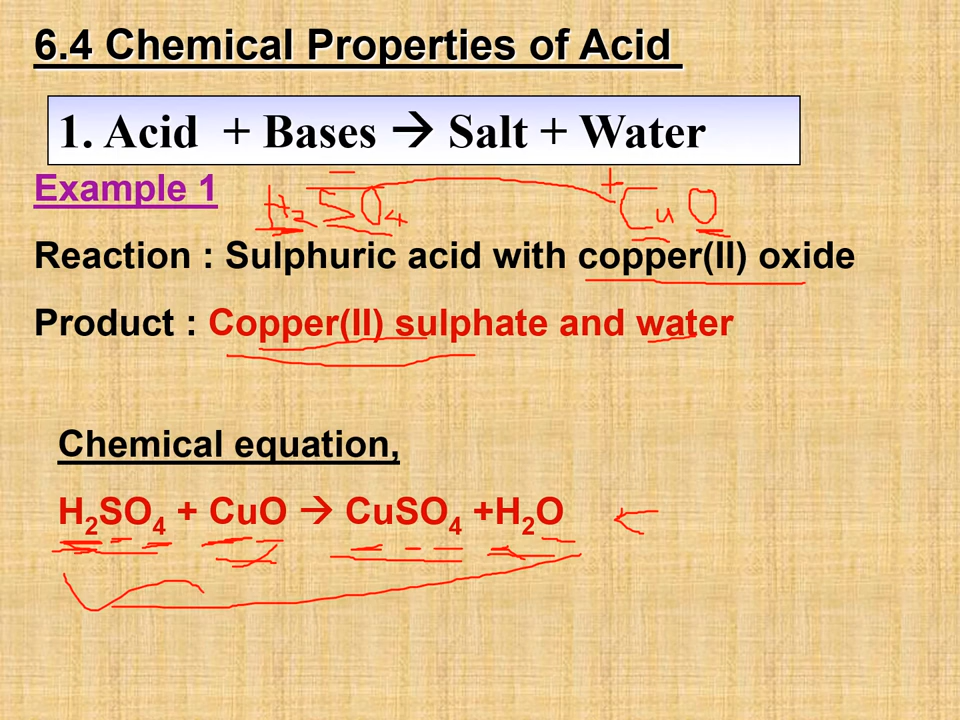 6.4 Chemical Properties of Acid
1. Acid + Bases → Salt + Water
Example 1
H₂SO₄ CuO
− +
Reaction : Sulphuric acid with copper(II) oxide
Product : Copper(II) sulphate and water
Chemical equation,
H₂SO₄ + CuO → CuSO₄ +H₂O